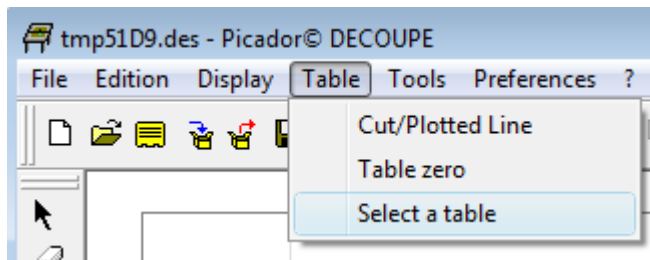 tmp51D9.des - Picador© DECOUPE
File Edition Display Table Tools Preferences ?
Cut/Plotted Line
Table zero
Select a table